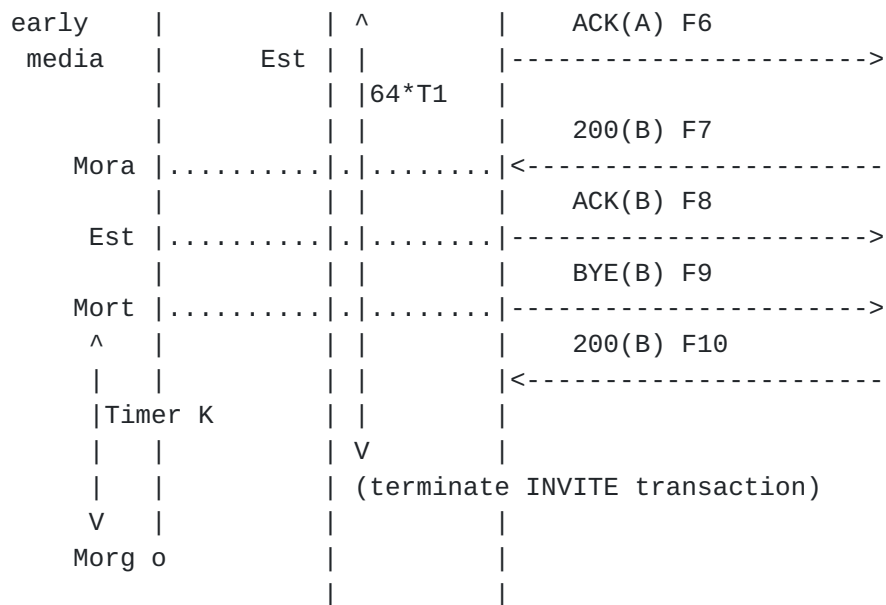 early      |          | ^        |    ACK(A) F6
 media   |      Est | |        |----------------------->
         |          | |64*T1   |
         |          | |        |    200(B) F7
    Mora |..........|.|........|<-----------------------
         |          | |        |    ACK(B) F8
     Est |..........|.|........|----------------------->
         |          | |        |    BYE(B) F9
    Mort |..........|.|........|----------------------->
     ^   |          | |        |    200(B) F10
     |   |          | |        |<-----------------------
     |Timer K       | |        |
     |   |          | V        |
     |   |          | (terminate INVITE transaction)
     V   |          |          |
    Morg o          |          |
                    |          |